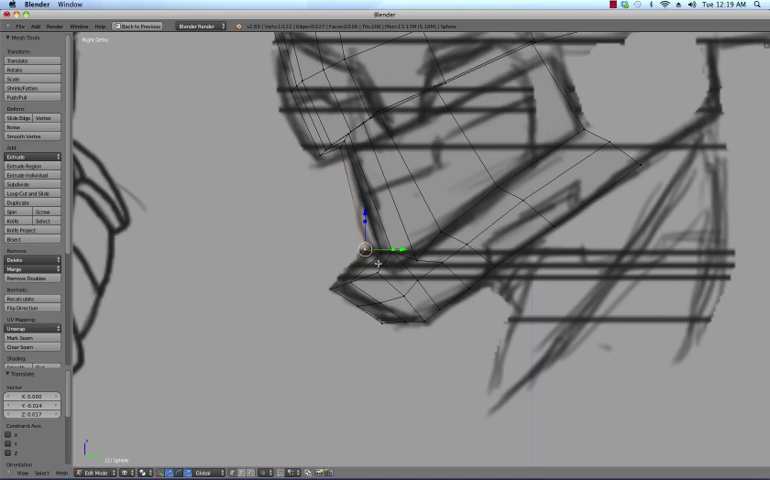 Blender Window
Tue 12:19 AM
Blender
File Add Render Window Help Back to Previous Blender Render
Mesh Tools
Right Ortho
Transform:
Translate
Rotate
Scale
Shrink/Fatten
Push/Pull
Deform:
Slide Edge Vertex
Noise
Smooth Vertex
Add:
Extrude
Extrude Region
Extrude Individual
Subdivide
Loop Cut and Slide
Duplicate
Spin Screw
Knife Select
Knife Project
Bisect
Remove:
Delete
Merge
Remove Doubles
Normals:
Recalculate
Flip Direction
UV Mapping:
Unwrap
Mark Seam
Clear Seam
Shading:
Translate
Vector
X: 0.000
Y: -0.024
Z: 0.017
Constraint Axis
X
Y
Z
Orientation
(1) Sphere
View Select Mesh Edit Mode Global